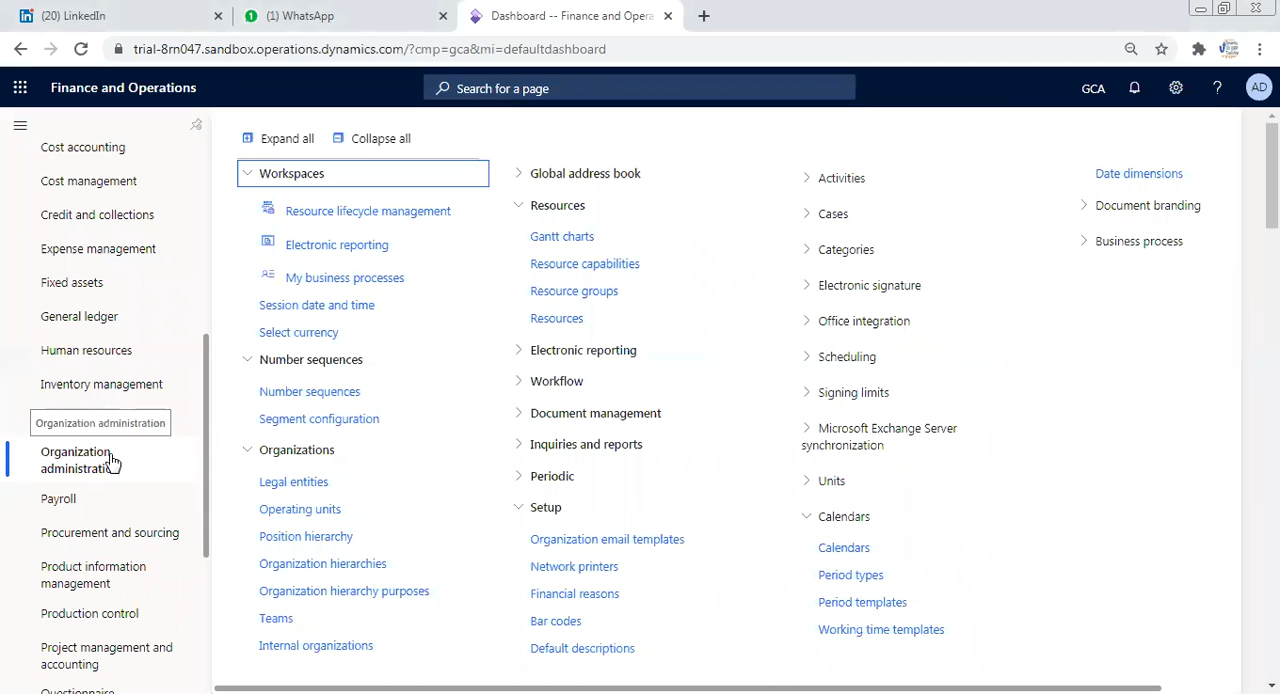 (20) LinkedIn
(1) WhatsApp
Dashboard -- Finance and Opera
trial-8rn047.sandbox.operations.dynamics.com/?cmp=gca&mi=defaultdashboard
Finance and Operations
Search for a page
GCA
?
AD
Cost accounting
Cost management
Credit and collections
Expense management
Fixed assets
General ledger
Human resources
Inventory management
Organization administration
Organization
administrati
Payroll
Procurement and sourcing
Product information
management
Production control
Project management and
accounting
Questionnaire
Expand all
Collapse all
Workspaces
Resource lifecycle management
Electronic reporting
My business processes
Session date and time
Select currency
Number sequences
Number sequences
Segment configuration
Organizations
Legal entities
Operating units
Position hierarchy
Organization hierarchies
Organization hierarchy purposes
Teams
Internal organizations
Global address book
Resources
Gantt charts
Resource capabilities
Resource groups
Resources
Electronic reporting
Workflow
Document management
Inquiries and reports
Periodic
Setup
Organization email templates
Network printers
Financial reasons
Bar codes
Default descriptions
Activities
Cases
Categories
Electronic signature
Office integration
Scheduling
Signing limits
Microsoft Exchange Server
synchronization
Units
Calendars
Calendars
Period types
Period templates
Working time templates
Date dimensions
Document branding
Business process